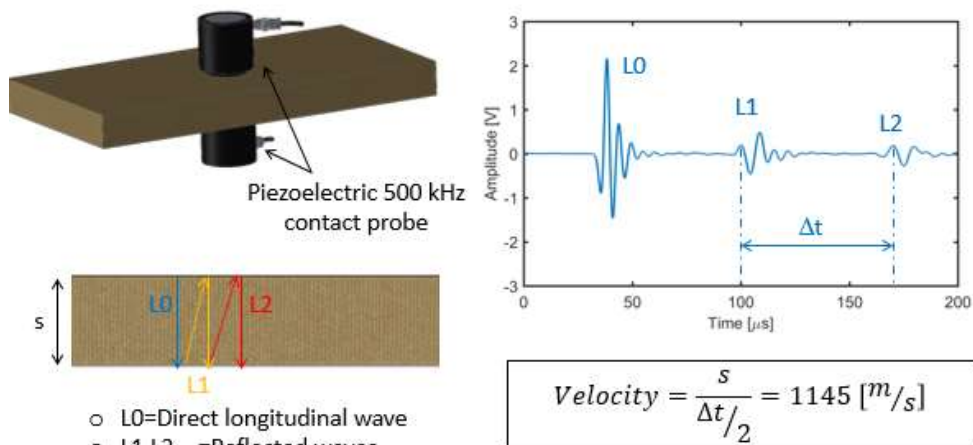 Piezoelectric 500 kHz
contact probe
3
2
1
0
-1
-2
-3
Amplitude [V]
L0
L1
L2
Δt
0
50
100
150
200
Time [μs]
s
L0
L2
L1
○ L0=Direct longitudinal wave
Velocity = s / Δt/2 = 1145 [m/s]